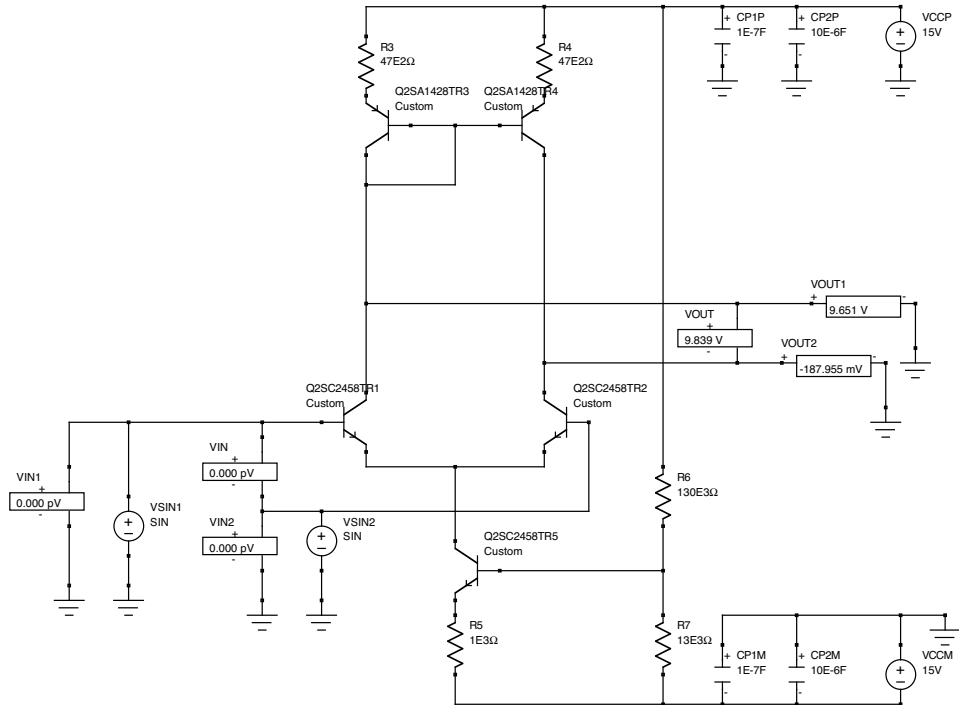 CP1P
1E-7F
CP2P
10E-6F
VCCP
15V
R3
47E2Ω
R4
47E2Ω
Q2SA1428TR3
Custom
Q2SA1428TR4
Custom
VOUT1
9.651 V
VOUT
9.839 V
VOUT2
-187.955 mV
Q2SC2458TR1
Custom
Q2SC2458TR2
Custom
VIN1
0.000 pV
VSIN1
SIN
VIN
0.000 pV
VIN2
0.000 pV
VSIN2
SIN
Q2SC2458TR5
Custom
R6
130E3Ω
R5
1E3Ω
R7
13E3Ω
CP1M
1E-7F
CP2M
10E-6F
VCCM
15V